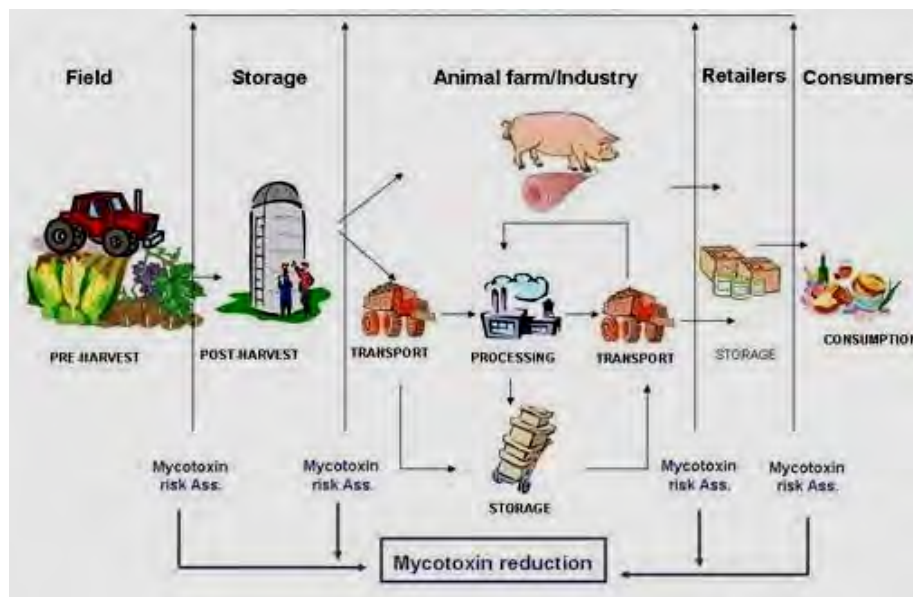 Field
Storage
Animal farm/Industry
Retailers
Consumers
PRE-HARVEST
POST-HARVEST
TRANSPORT
PROCESSING
TRANSPORT
STORAGE
CONSUMPTION
STORAGE
Mycotoxin
risk Ass.
Mycotoxin
risk Ass.
Mycotoxin
risk Ass.
Mycotoxin
risk Ass.
Mycotoxin reduction